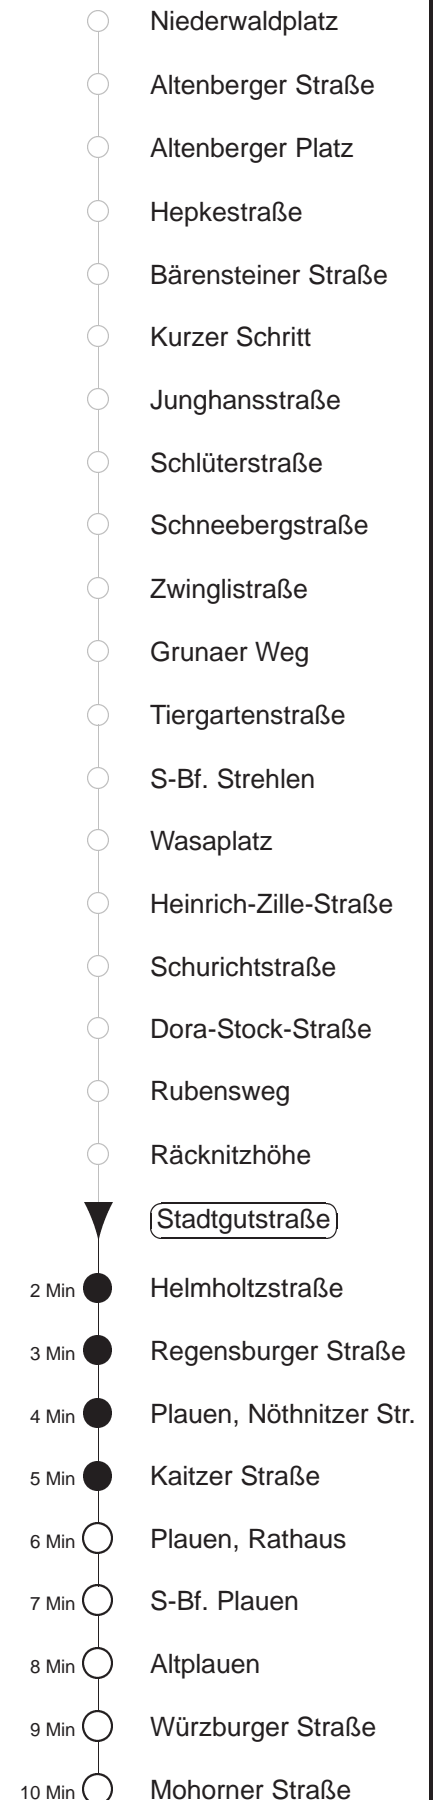 Niederwaldplatz
Altenberger Straße
Altenberger Platz
Hepkestraße
Bärensteiner Straße
Kurzer Schritt
Junghansstraße
Schlüterstraße
Schneebergstraße
Zwinglistraße
Grunaer Weg
Tiergartenstraße
S-Bf. Strehlen
Wasaplatz
Heinrich-Zille-Straße
Schurichtstraße
Dora-Stock-Straße
Rubensweg
Räcknitzhöhe
Stadtgutstraße
2 Min Helmholtzstraße
3 Min Regensburger Straße
4 Min Plauen, Nöthnitzer Str.
5 Min Kaitzer Straße
6 Min Plauen, Rathaus
7 Min S-Bf. Plauen
8 Min Altplauen
9 Min Würzburger Straße
10 Min Mohorner Straße